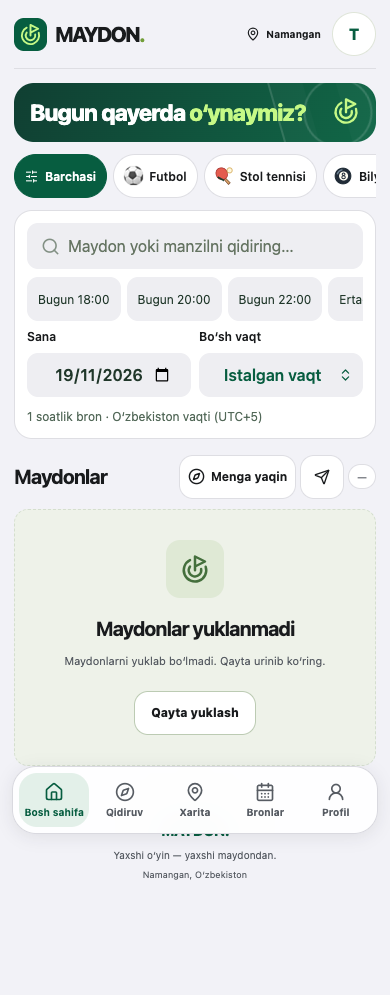 MAYDON.
Namangan
T
Bugun qayerda oʻynaymiz?
Barchasi
Futbol
Stol tennisi
Maydon yoki manzilni qidiring...
Bugun 18:00
Bugun 20:00
Bugun 22:00
Sana
Boʻsh vaqt
19/11/2026
Istalgan vaqt
1 soatlik bron · Oʻzbekiston vaqti (UTC+5)
Maydonlar
Menga yaqin
–
Maydonlar yuklanmadi
Maydonlarni yuklab boʻlmadi. Qayta urinib koʻring.
Qayta yuklash
Bosh sahifa
Qidiruv
Xarita
Bronlar
Profil
Yaxshi oʻyin — yaxshi maydondan.
Namangan, Oʻzbekiston